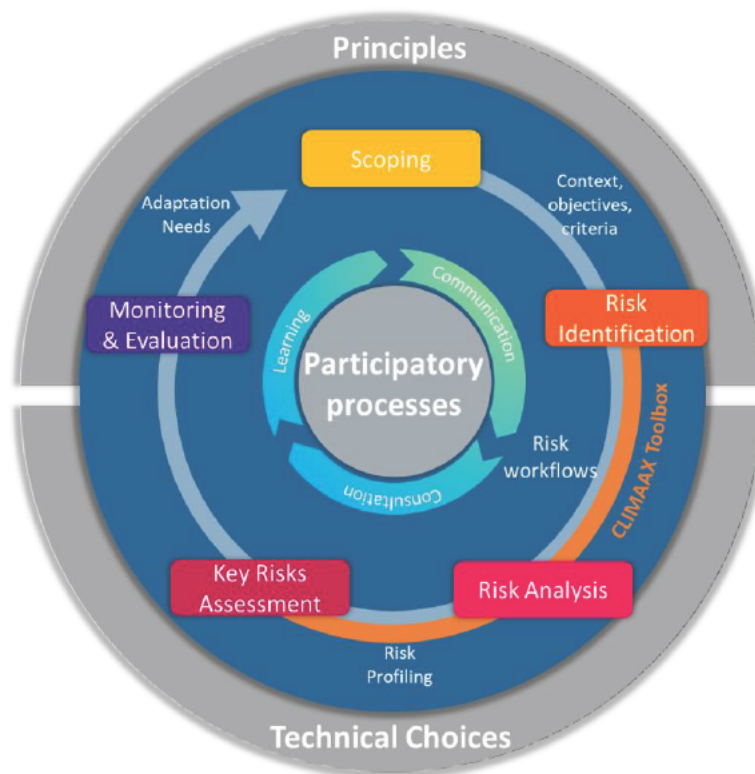 Principles
Scoping
Context,
objectives,
criteria
Adaptation
Needs
Risk
Identification
Monitoring
& Evaluation
Communication
Learning
Participatory
processes
Consultation
Risk
workflows
CLIMAAX Toolbox
Key Risks
Assessment
Risk Analysis
Risk
Profiling
Technical Choices